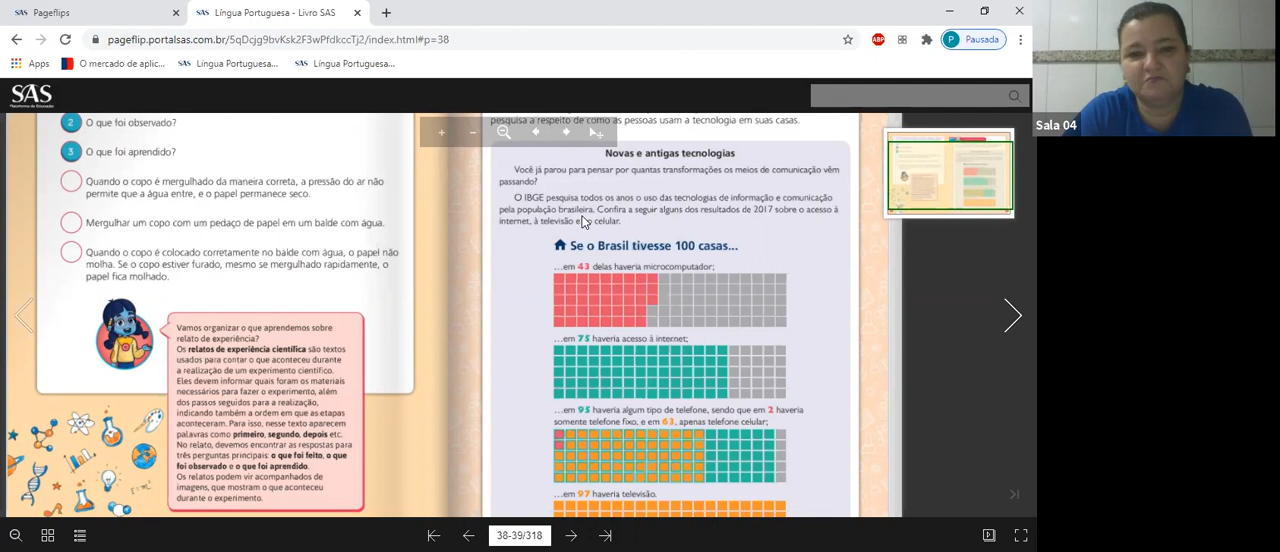 SAS Pageflips
SAS Língua Portuguesa - Livro SAS
pageflip.portalsas.com.br/5qDcjg9bvKsk2F3wPfdkccTj2/index.html#p=38
ABP
P Pausada
Apps
O mercado de aplic...
SAS Língua Portuguesa...
SAS Língua Portuguesa...
SAS
Plataforma de Educação
Sala 04
2 O que foi observado?
3 O que foi aprendido?
Quando o copo é mergulhado da maneira correta, a pressão do ar não
permite que a água entre, e o papel permanece seco.
Mergulhar um copo com um pedaço de papel em um balde com água.
Quando o copo é colocado corretamente no balde com água, o papel não
molha. Se o copo estiver furado, mesmo se mergulhado rapidamente, o
papel fica molhado.
Vamos organizar o que aprendemos sobre
relato de experiência?
Os relatos de experiência científica são textos
usados para contar o que aconteceu durante
a realização de um experimento científico.
Eles devem informar quais foram os materiais
necessários para fazer o experimento, além
dos passos seguidos para a realização,
indicando também a ordem em que as etapas
aconteceram. Para isso, nesse texto aparecem
palavras como primeiro, segundo, depois etc.
No relato, devemos encontrar as respostas para
três perguntas principais: o que foi feito, o que
foi observado e o que foi aprendido.
Os relatos podem vir acompanhados de
imagens, que mostram o que aconteceu
durante o experimento.
pesquisa a respeito de como as pessoas usam a tecnologia em suas casas.
Novas e antigas tecnologias
Você já parou para pensar por quantas transformações os meios de comunicação vêm
passando?
O IBGE pesquisa todos os anos o uso das tecnologias de informação e comunicação
pela população brasileira. Confira a seguir alguns dos resultados de 2017 sobre o acesso à
internet, à televisão e ao celular.
Se o Brasil tivesse 100 casas...
...em 43 delas haveria microcomputador;
...em 75 haveria acesso à internet;
...em 95 haveria algum tipo de telefone, sendo que em 2 haveria
somente telefone fixo, e em 63, apenas telefone celular;
...em 97 haveria televisão.
38-39/318